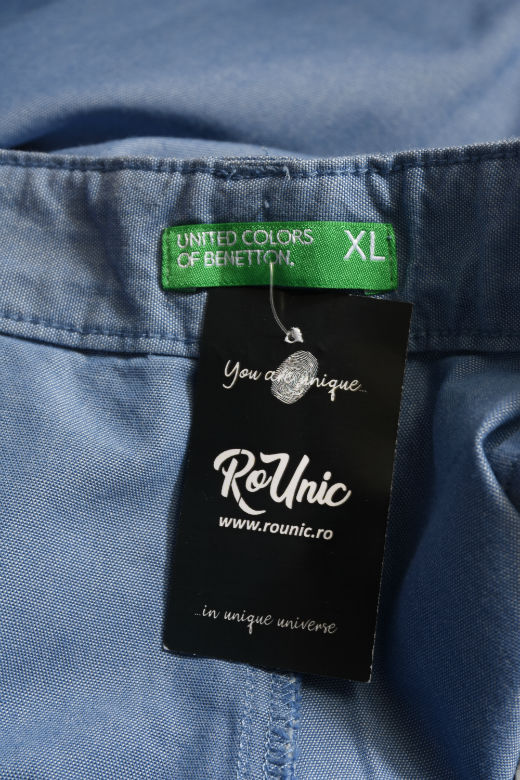 UNITED COLORS
OF BENETTON.
XL
You are unique...
RoUnic
www.rounic.ro
...in unique universe